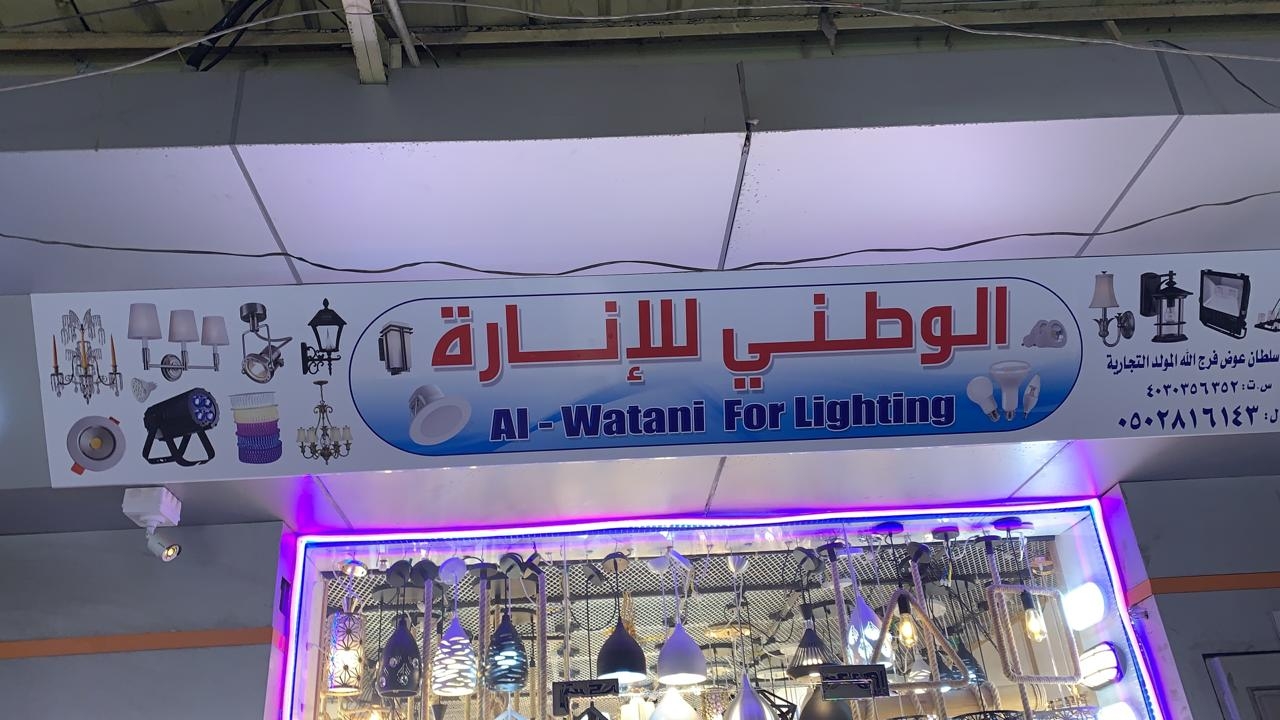 الوطني للإنارة
Al - Watani For Lighting
سلطان عوض فرج الله المولد التجارية
س.ت: ٤٠٣٠٣٥٦٣٥٢
ل: ٠٥٠٢٨١٦١٤٣